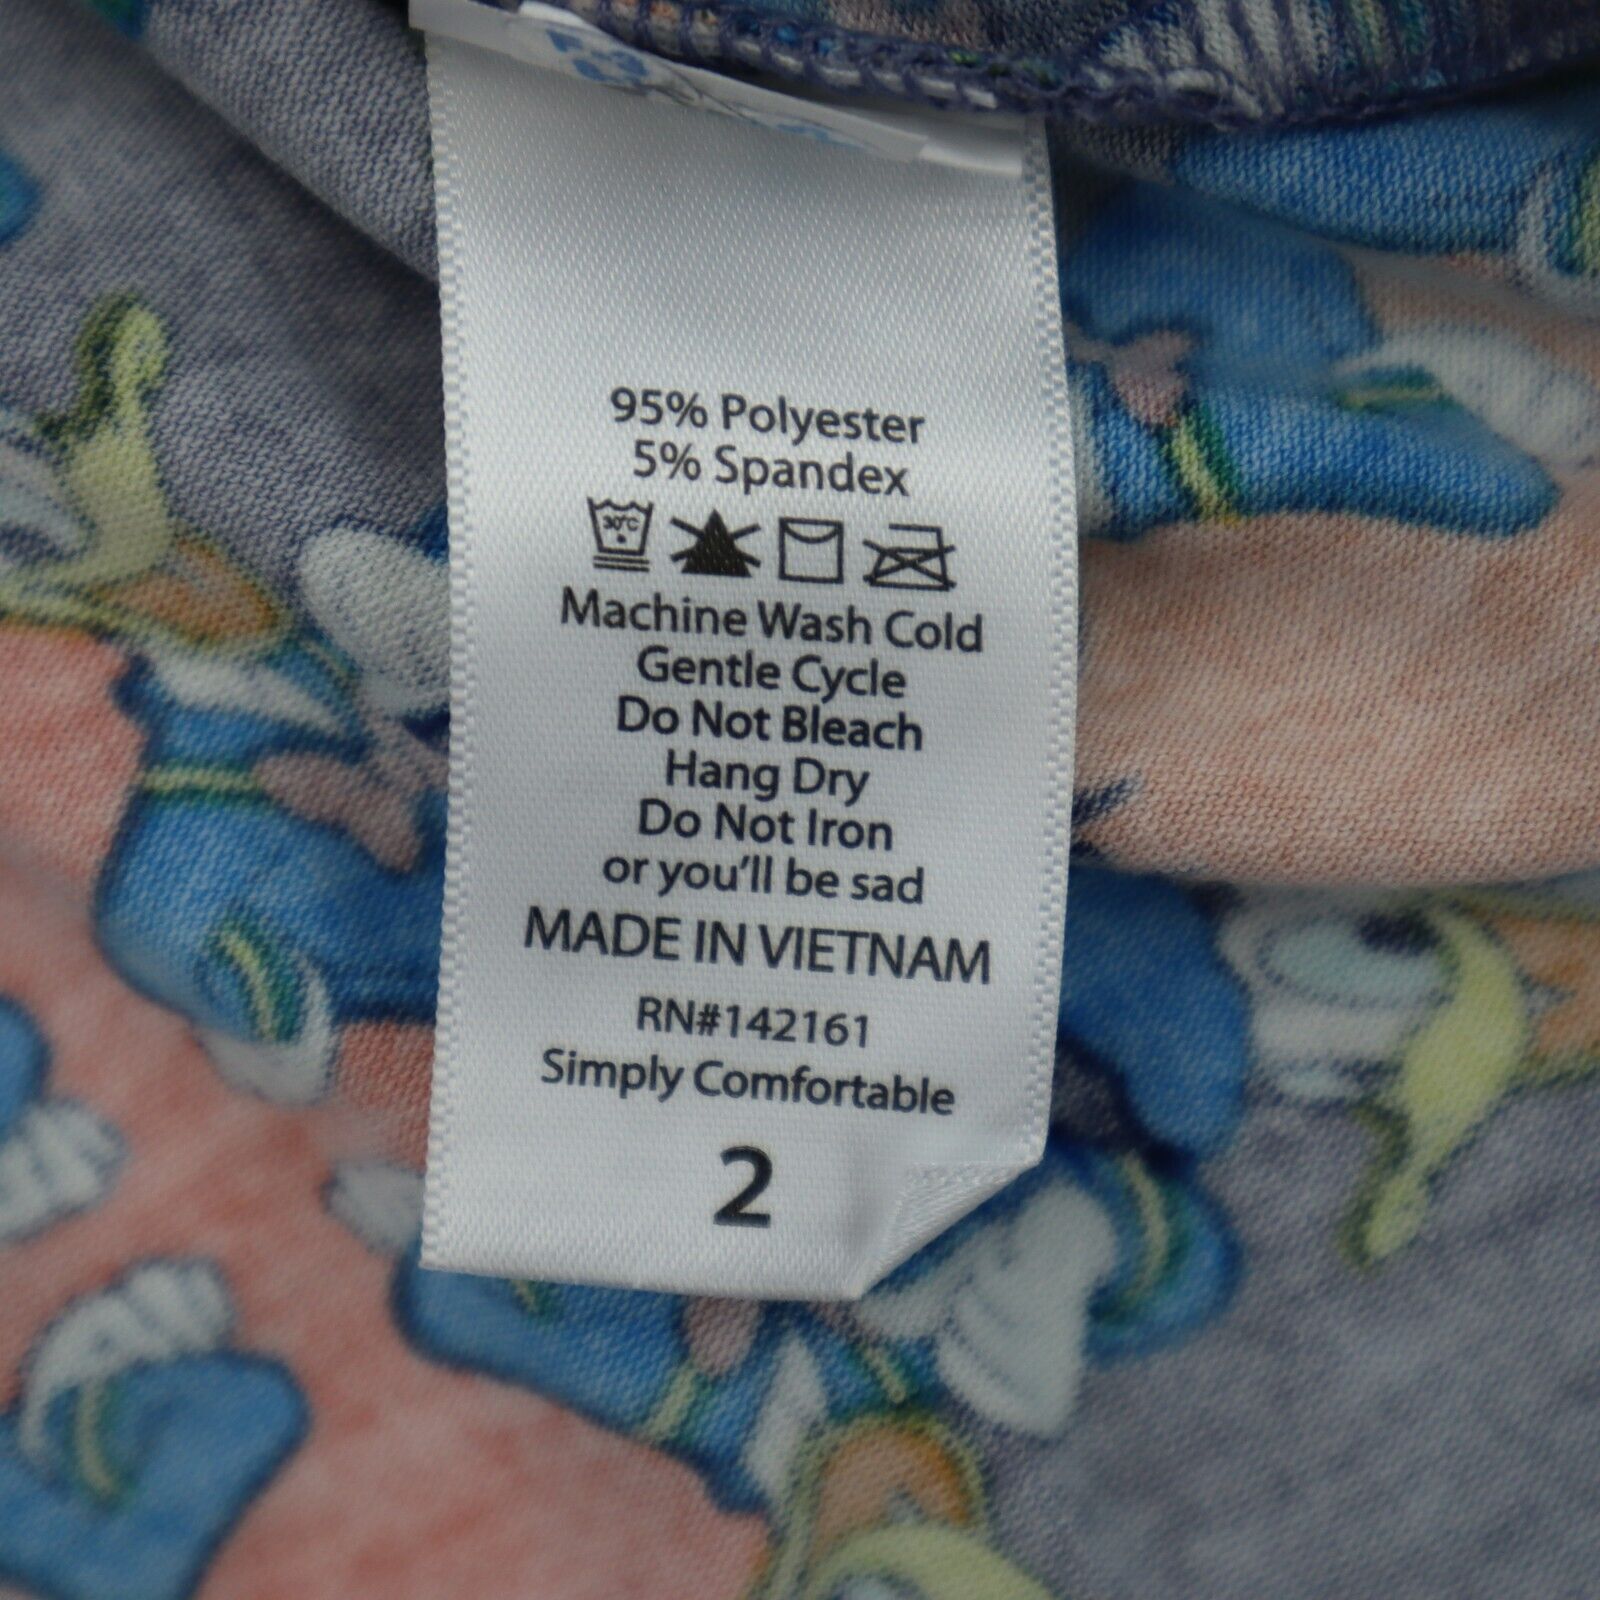 95% Polyester
5% Spandex
30°C
Machine Wash Cold
Gentle Cycle
Do Not Bleach
Hang Dry
Do Not Iron
or you'll be sad
MADE IN VIETNAM
RN#142161
Simply Comfortable
2